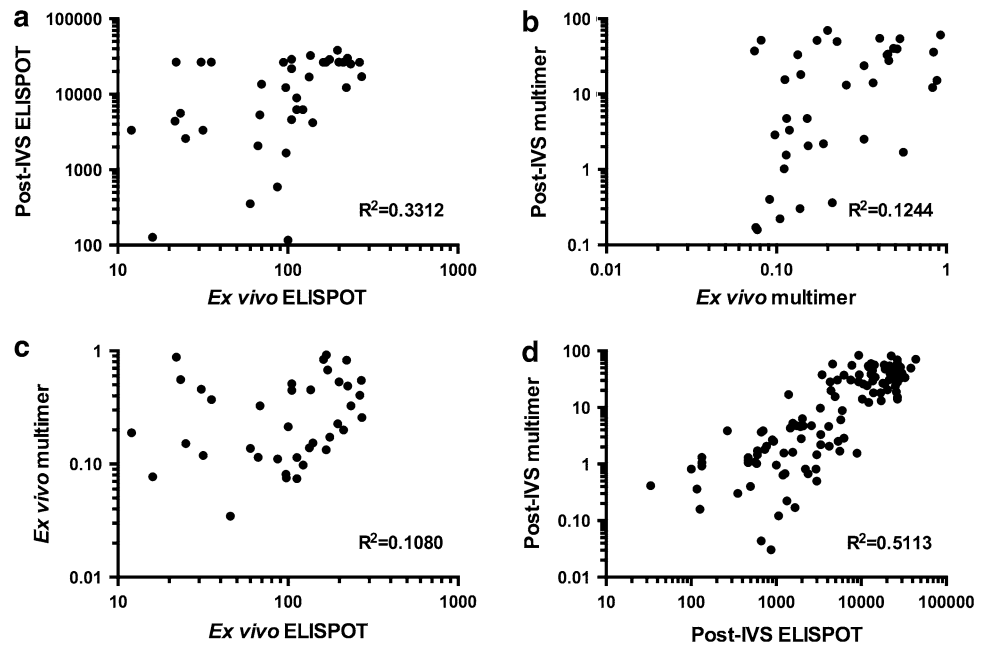 a
100000
10000
1000
100
Post-IVS ELISPOT
R²=0.3312
10
100
1000
Ex vivo ELISPOT
b
100
10
1
0.1
Post-IVS multimer
R²=0.1244
0.01
0.10
1
Ex vivo multimer
c
1
0.10
0.01
Ex vivo multimer
R²=0.1080
10
100
1000
Ex vivo ELISPOT
d
100
10
1
0.10
0.01
Post-IVS multimer
R²=0.5113
10
100
1000
10000
100000
Post-IVS ELISPOT